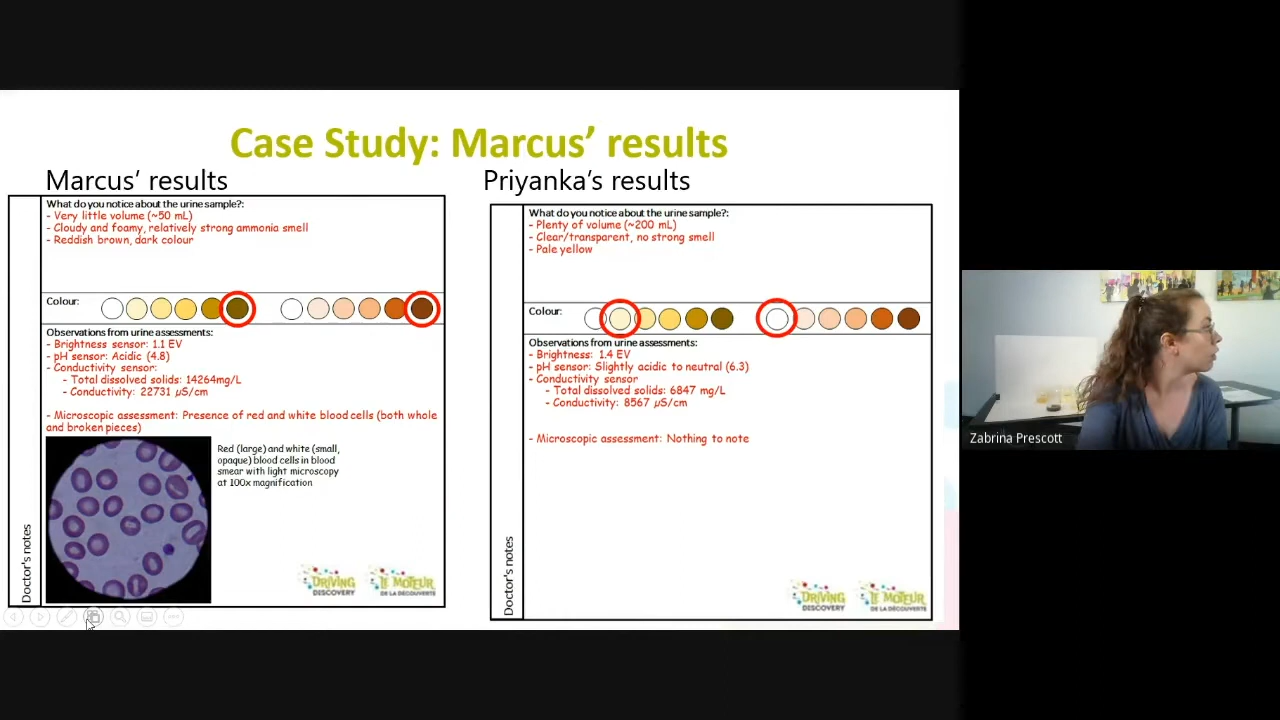 Case Study: Marcus' results
Marcus' results
What do you notice about the urine sample?:
- Very little volume (~50 mL)
- Cloudy and foamy, relatively strong ammonia smell
- Reddish brown, dark colour
Colour:
Observations from urine assessments:
- Brightness sensor: 1.1 EV
- pH sensor: Acidic (4.8)
- Conductivity sensor:
- Total dissolved solids: 14264mg/L
- Conductivity: 22731 µS/cm
- Microscopic assessment: Presence of red and white blood cells (both whole
and broken pieces)
Red (large) and white (small,
opaque) blood cells in blood
smear with light microscopy
at 100x magnification
Doctor's notes
DRIVING
DISCOVERY
LE MOTEUR
DE LA DÉCOUVERTE
Priyanka's results
What do you notice about the urine sample?:
- Plenty of volume (~200 mL)
- Clear/transparent, no strong smell
- Pale yellow
Colour:
Observations from urine assessments:
- Brightness: 1.4 EV
- pH sensor: Slightly acidic to neutral (6.3)
- Conductivity sensor
- Total dissolved solids: 6847 mg/L
- Conductivity: 8567 µS/cm
- Microscopic assessment: Nothing to note
Doctor's notes
DRIVING
DISCOVERY
LE MOTEUR
DE LA DÉCOUVERTE
Zabrina Prescott